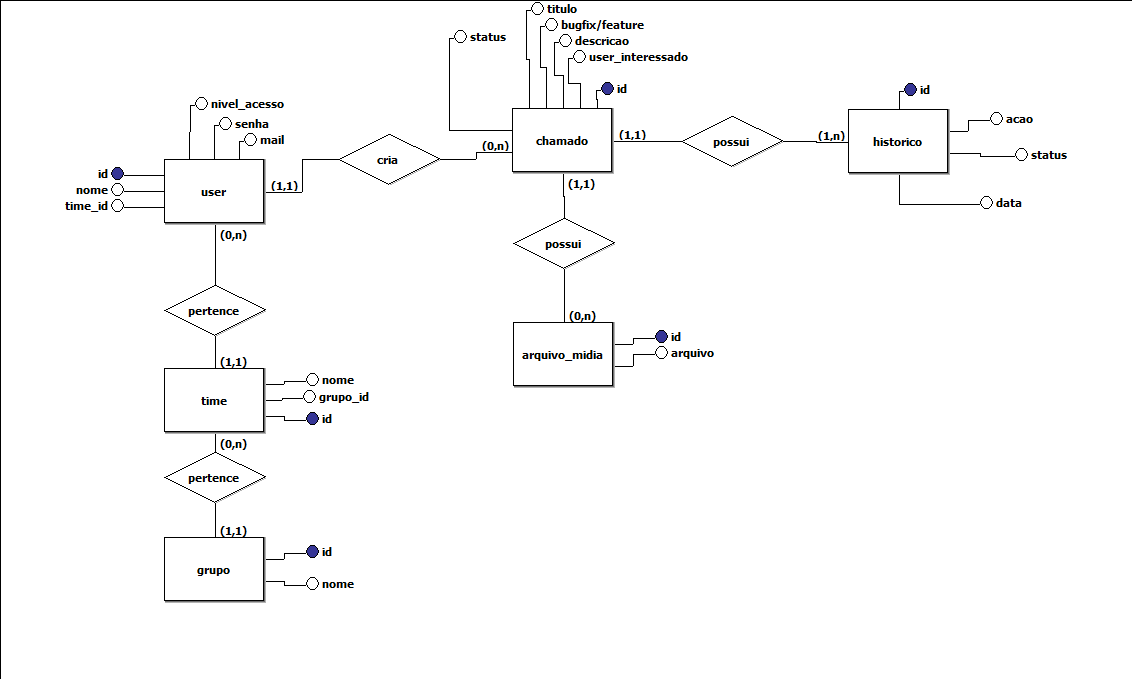 titulo
bugfix/feature
status
descricao
user_interessado
id
id
nivel_acesso
acao
senha
mail
chamado
(1,1)
possui
(1,n)
historico
cria
(0,n)
status
id
nome
time_id
user
(1,1)
(1,1)
data
(0,n)
possui
pertence
(0,n)
id
arquivo_midia
arquivo
(1,1)
nome
time
grupo_id
id
(0,n)
pertence
(1,1)
id
grupo
nome